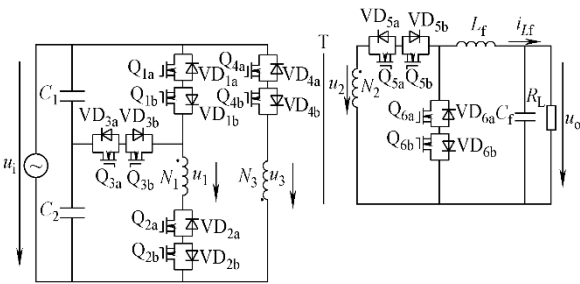 VD5a VD5b
Lf iLf
T
Q1a VD1a Q4a VD4a
Q5a Q5b
u2 N2
C1 Q1b VD1b Q4b VD4b
VD3a VD3b
Q6a VD6a Cf RL uo
ui
Q6b VD6b
Q3a Q3b N1 u1 N3 u3
C2
Q2a VD2a
Q2b VD2b